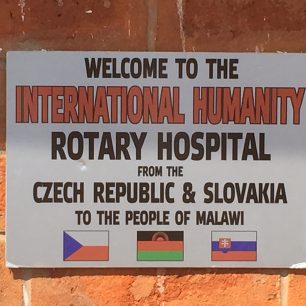 WELCOME TO THE
INTERNATIONAL HUMANITY
ROTARY HOSPITAL
FROM THE
CZECH REPUBLIC & SLOVAKIA
TO THE PEOPLE OF MALAWI